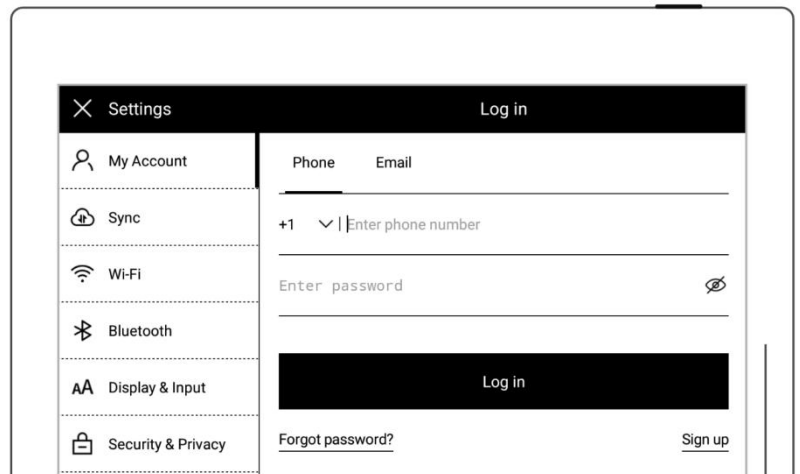 Settings
Log in
My Account
Sync
Wi-Fi
Bluetooth
Display & Input
Security & Privacy
Phone Email
+1 Enter phone number
Enter password
Log in
Forgot password? Sign up